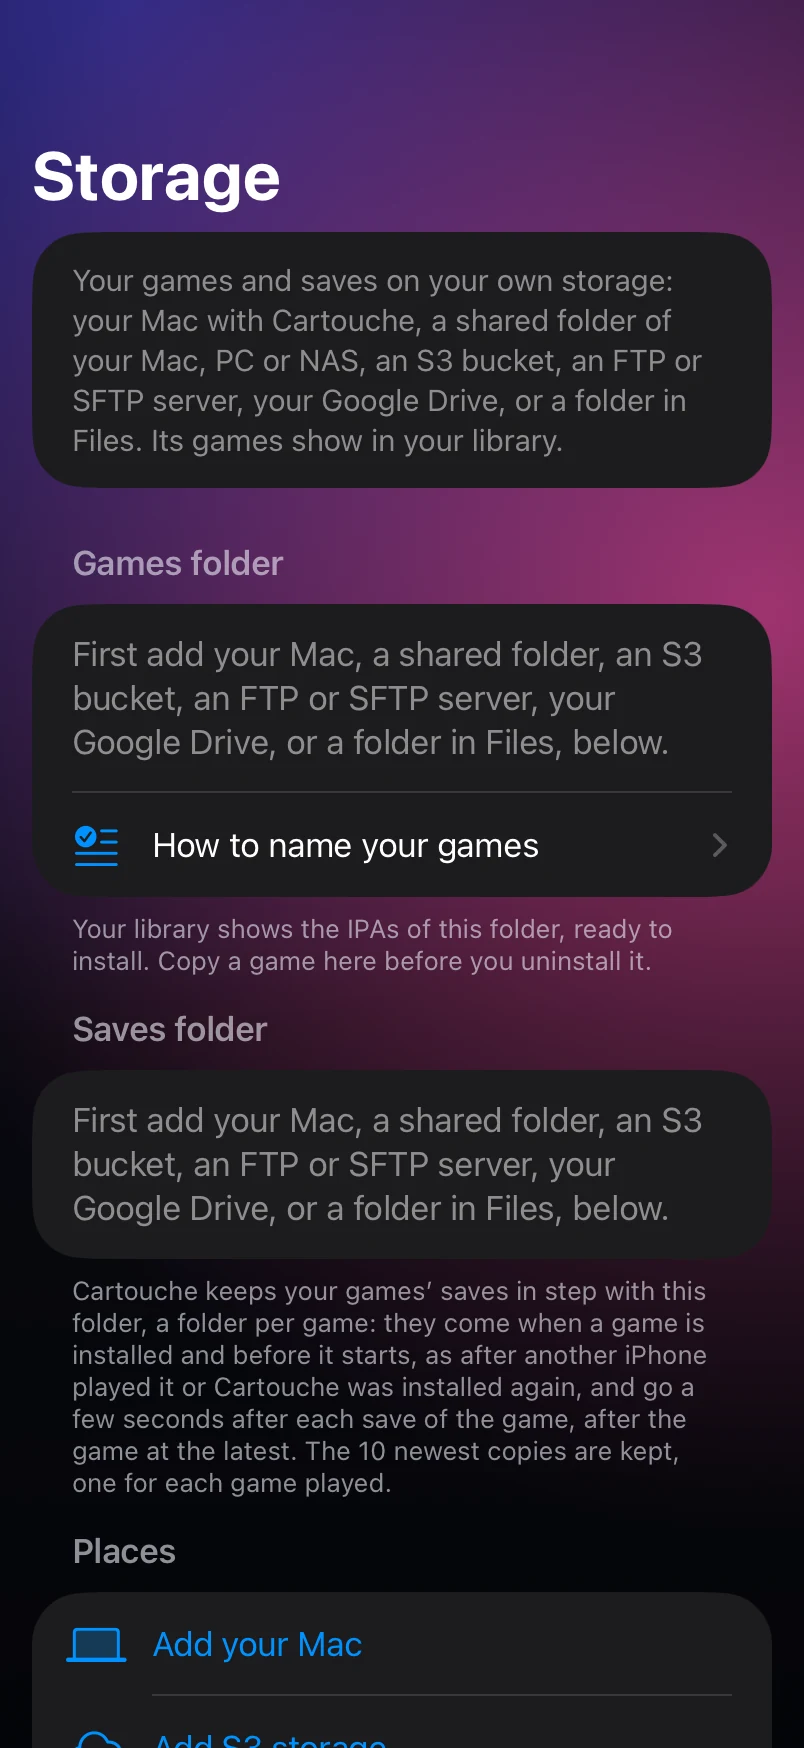 Storage
Your games and saves on your own storage:
your Mac with Cartouche, a shared folder of
your Mac, PC or NAS, an S3 bucket, an FTP or
SFTP server, your Google Drive, or a folder in
Files. Its games show in your library.
Games folder
First add your Mac, a shared folder, an S3
bucket, an FTP or SFTP server, your
Google Drive, or a folder in Files, below.
How to name your games
Your library shows the IPAs of this folder, ready to
install. Copy a game here before you uninstall it.
Saves folder
First add your Mac, a shared folder, an S3
bucket, an FTP or SFTP server, your
Google Drive, or a folder in Files, below.
Cartouche keeps your games’ saves in step with this
folder, a folder per game: they come when a game is
installed and before it starts, as after another iPhone
played it or Cartouche was installed again, and go a
few seconds after each save of the game, after the
game at the latest. The 10 newest copies are kept,
one for each game played.
Places
Add your Mac
Add S3 storage